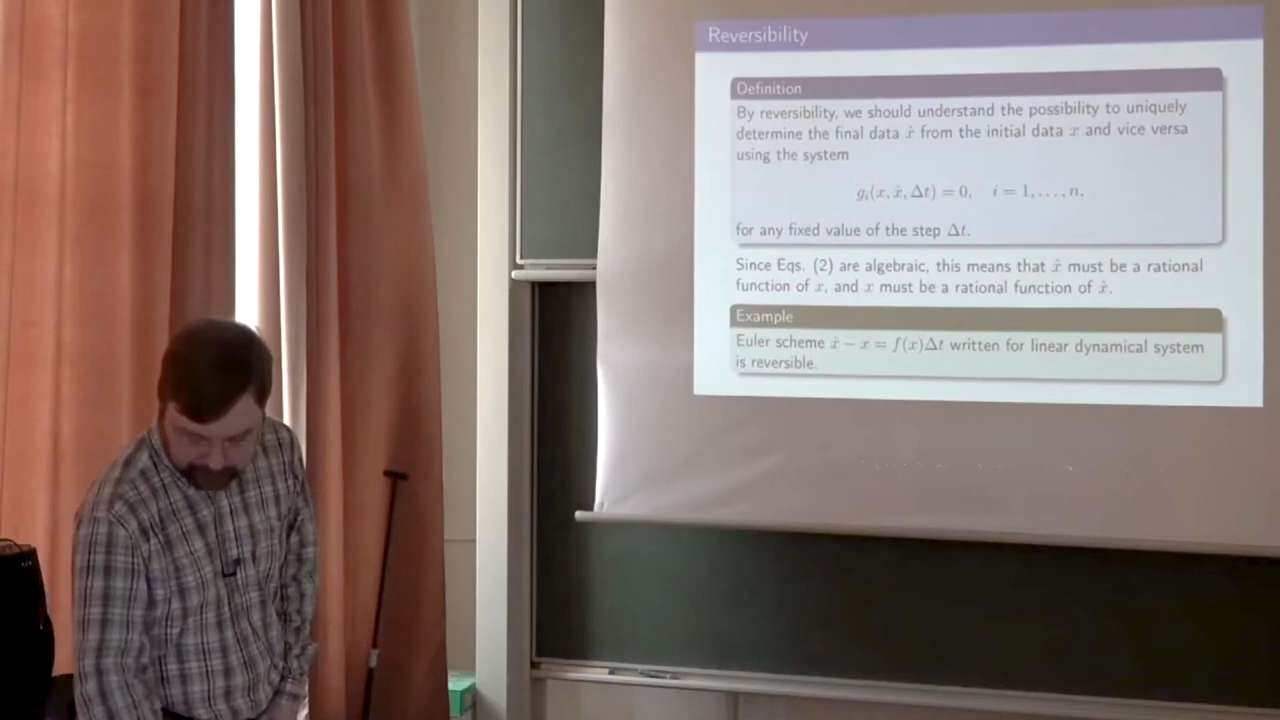 Reversibility
Definition
By reversibility, we should understand the possibility to uniquely
determine the final data x̂ from the initial data x and vice versa
using the system
gᵢ(x, x̂, Δt) = 0, i = 1, . . . , n,
for any fixed value of the step Δt.
Since Eqs. (2) are algebraic, this means that x̂ must be a rational
function of x, and x must be a rational function of x̂.
Example
Euler scheme x̂ − x = f(x)Δt written for linear dynamical system
is reversible.